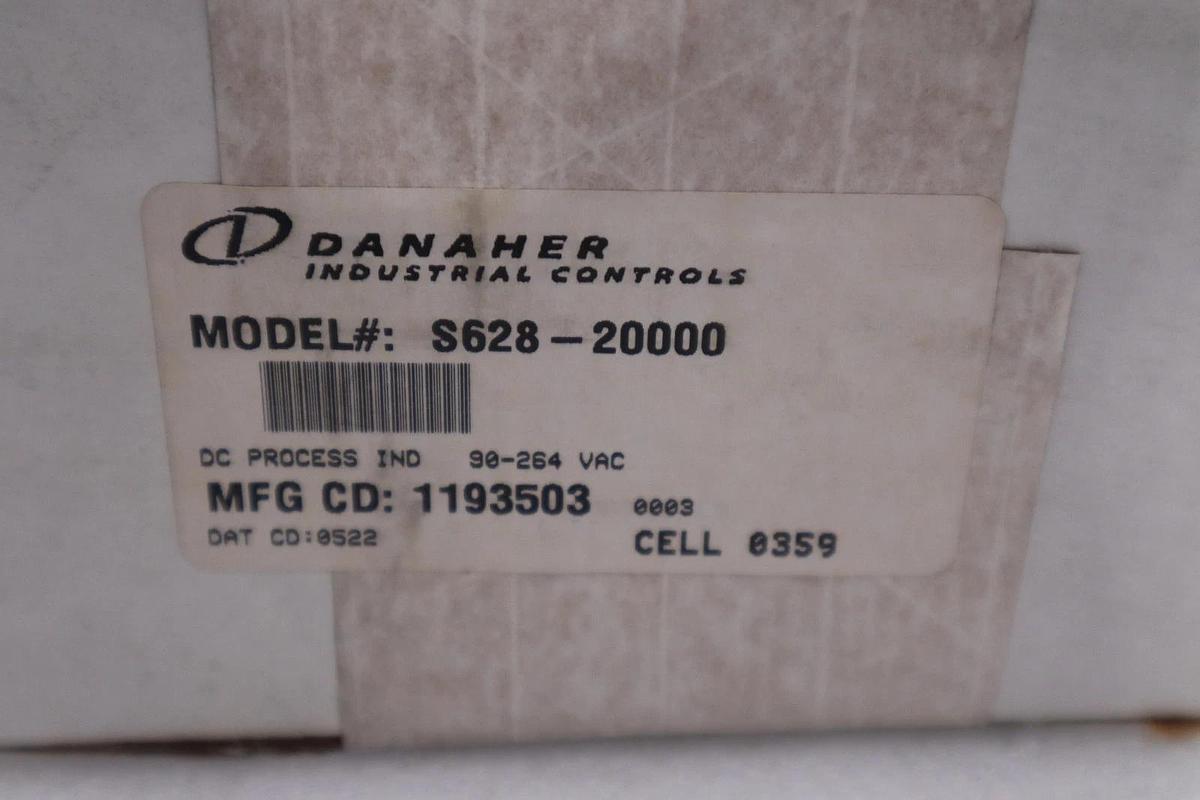 DANAHER
INDUSTRIAL CONTROLS
MODEL#: S628-20000
DC PROCESS IND 90-264 VAC
MFG CD: 1193503 0003
DAT CD:0522 CELL 0359